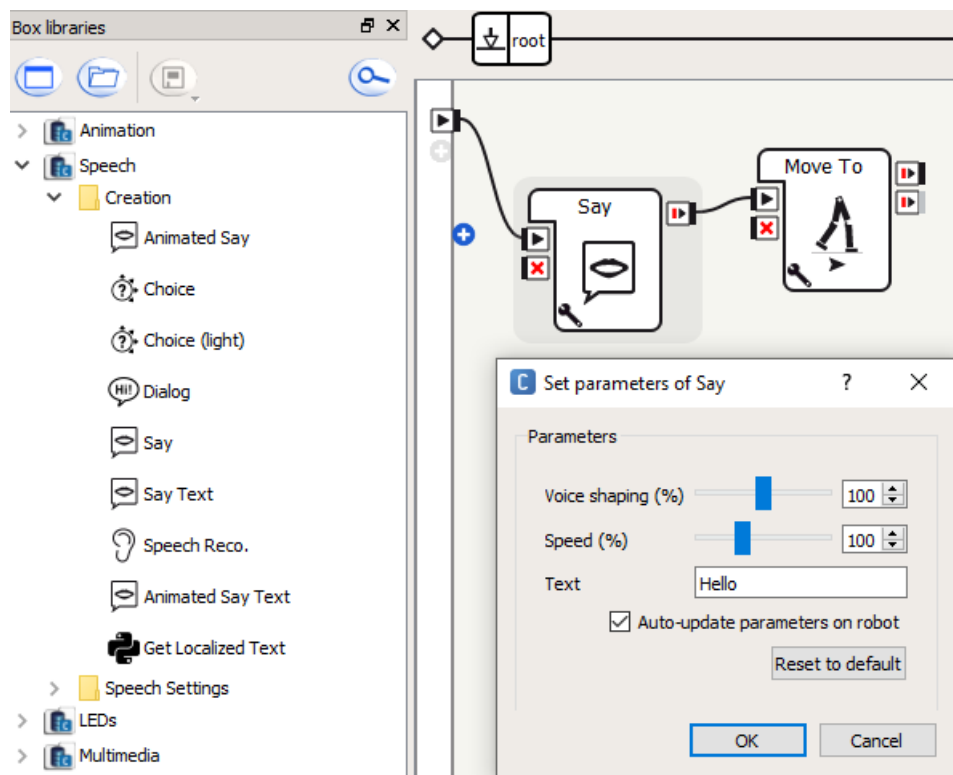 Box libraries
Animation
Speech
Creation
Animated Say
Choice
Choice (light)
Hi!
Dialog
Say
Say Text
Speech Reco.
Animated Say Text
Get Localized Text
Speech Settings
LEDs
Multimedia
root
Say
Move To
C
Set parameters of Say
?
Parameters
Voice shaping (%)
100
Speed (%)
100
Text
Hello
Auto-update parameters on robot
Reset to default
OK
Cancel